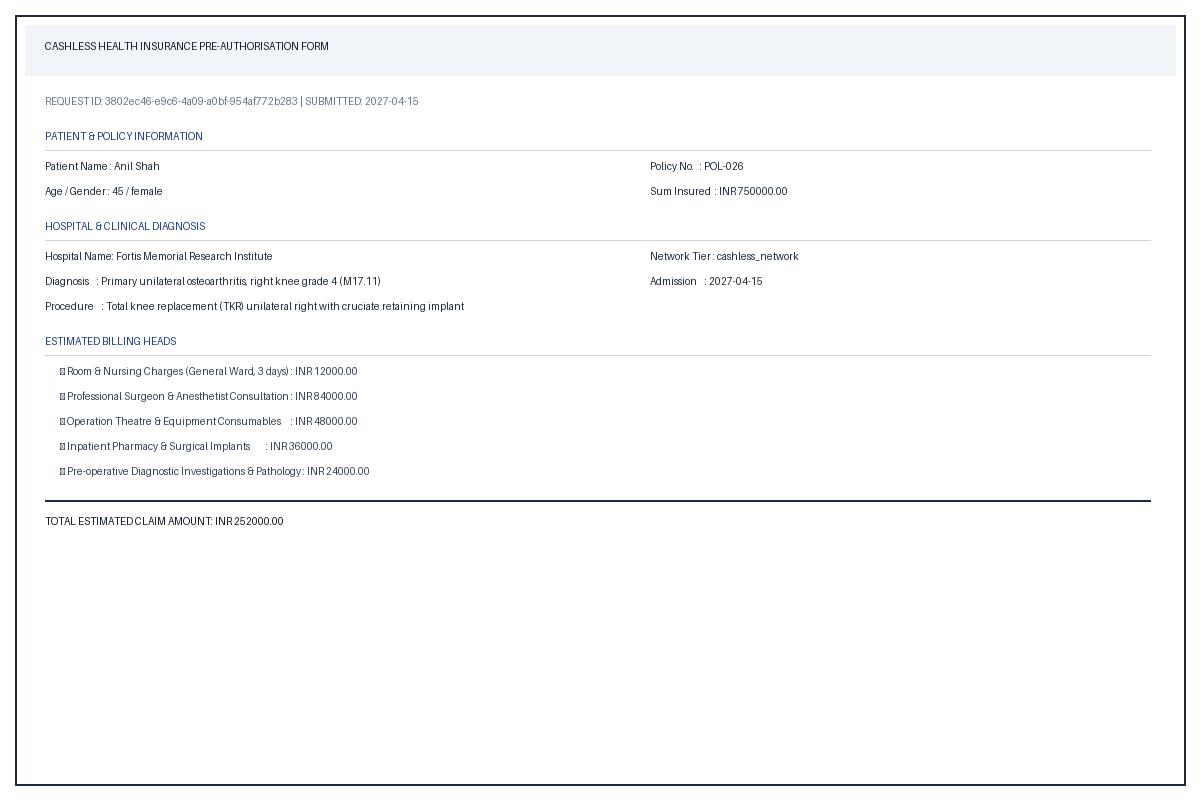 CASHLESS HEALTH INSURANCE PRE-AUTHORISATION FORM
REQUEST ID: 3802ec46-e9c6-4a09-a0bf-954af772b283 | SUBMITTED: 2027-04-15
PATIENT & POLICY INFORMATION
Patient Name : Anil Shah
Policy No. : POL-026
Age / Gender : 45 / female
Sum Insured : INR 750000.00
HOSPITAL & CLINICAL DIAGNOSIS
Hospital Name: Fortis Memorial Research Institute
Network Tier : cashless_network
Diagnosis : Primary unilateral osteoarthritis, right knee grade 4 (M17.11)
Admission : 2027-04-15
Procedure : Total knee replacement (TKR) unilateral right with cruciate retaining implant
ESTIMATED BILLING HEADS
Room & Nursing Charges (General Ward, 3 days) : INR 12000.00
Professional Surgeon & Anesthetist Consultation : INR 84000.00
Operation Theatre & Equipment Consumables : INR 48000.00
Inpatient Pharmacy & Surgical Implants : INR 36000.00
Pre-operative Diagnostic Investigations & Pathology : INR 24000.00
TOTAL ESTIMATED CLAIM AMOUNT: INR 252000.00